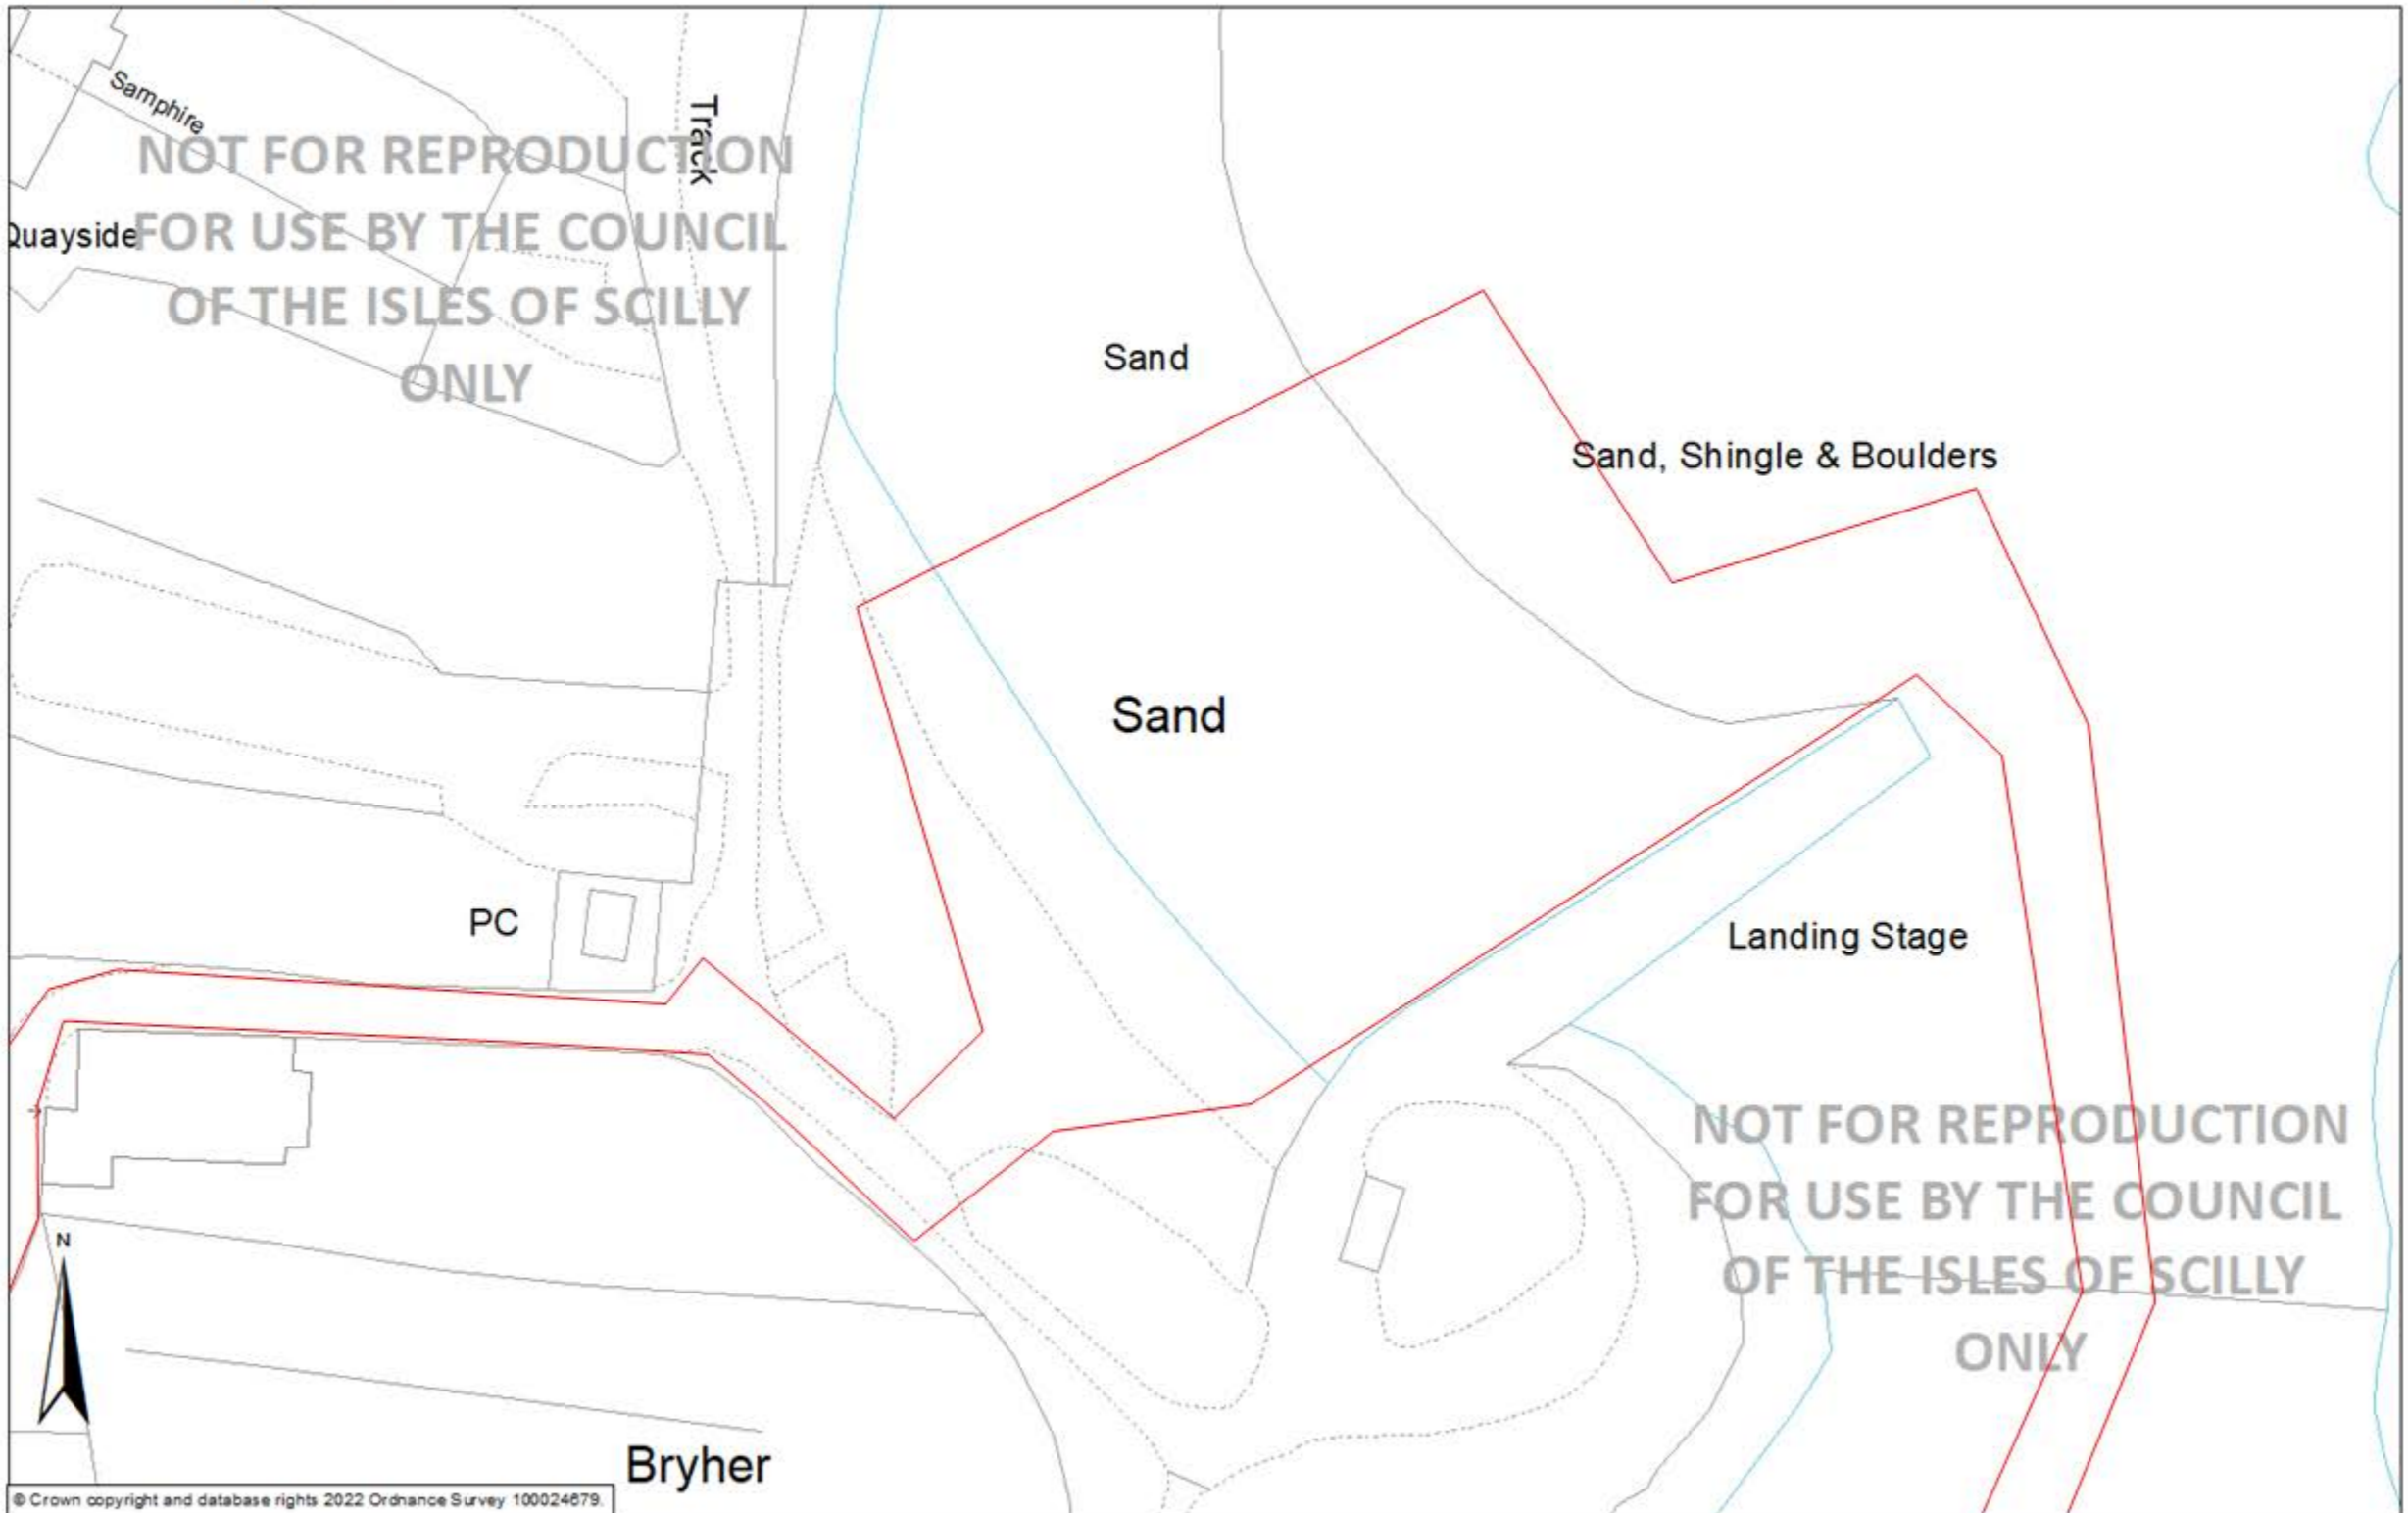 Samphire
Track
NOT FOR REPRODUCTION
FOR USE BY THE COUNCIL
OF THE ISLES OF SCILLY
ONLY
Quayside
Sand
Sand, Shingle & Boulders
Sand
PC
Landing Stage
NOT FOR REPRODUCTION
FOR USE BY THE COUNCIL
OF THE ISLES OF SCILLY
ONLY
N
Bryher
© Crown copyright and database rights 2022 Ordnance Survey 100024679.